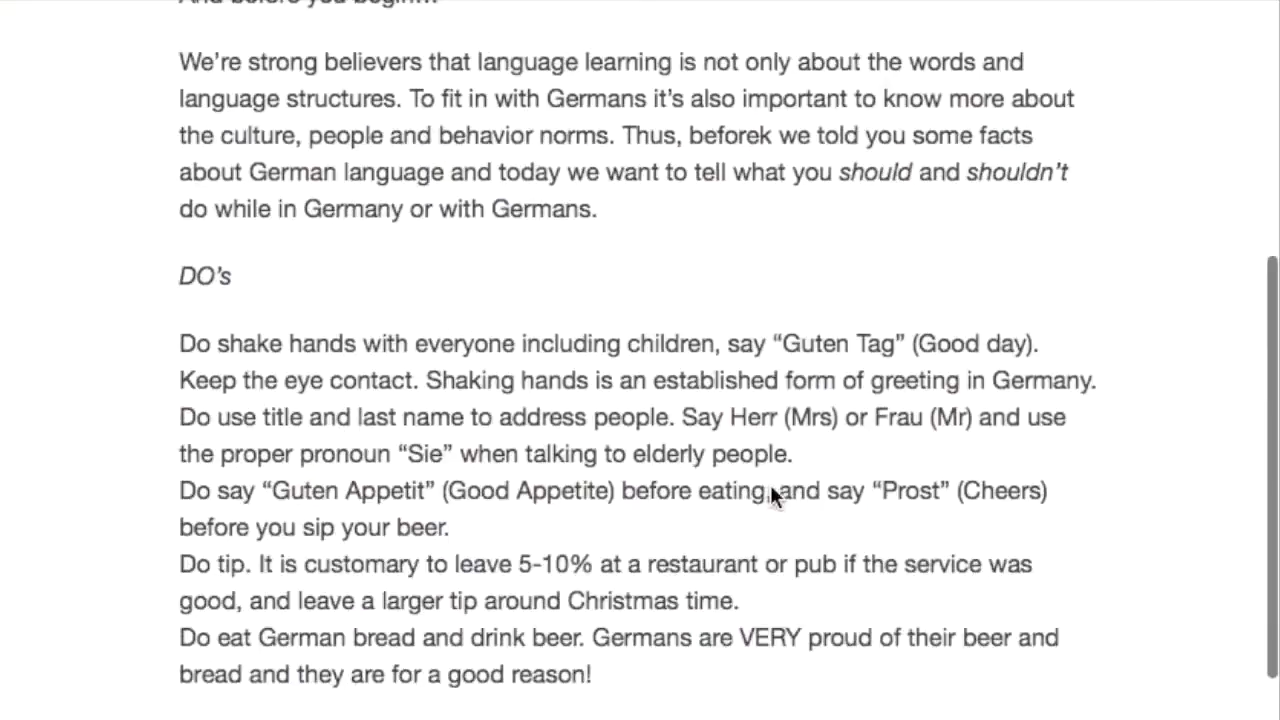 And before you begin...
We’re strong believers that language learning is not only about the words and
language structures. To fit in with Germans it’s also important to know more about
the culture, people and behavior norms. Thus, beforek we told you some facts
about German language and today we want to tell what you should and shouldn’t
do while in Germany or with Germans.
DO’s
Do shake hands with everyone including children, say “Guten Tag” (Good day).
Keep the eye contact. Shaking hands is an established form of greeting in Germany.
Do use title and last name to address people. Say Herr (Mrs) or Frau (Mr) and use
the proper pronoun “Sie” when talking to elderly people.
Do say “Guten Appetit” (Good Appetite) before eating, and say “Prost” (Cheers)
before you sip your beer.
Do tip. It is customary to leave 5-10% at a restaurant or pub if the service was
good, and leave a larger tip around Christmas time.
Do eat German bread and drink beer. Germans are VERY proud of their beer and
bread and they are for a good reason!